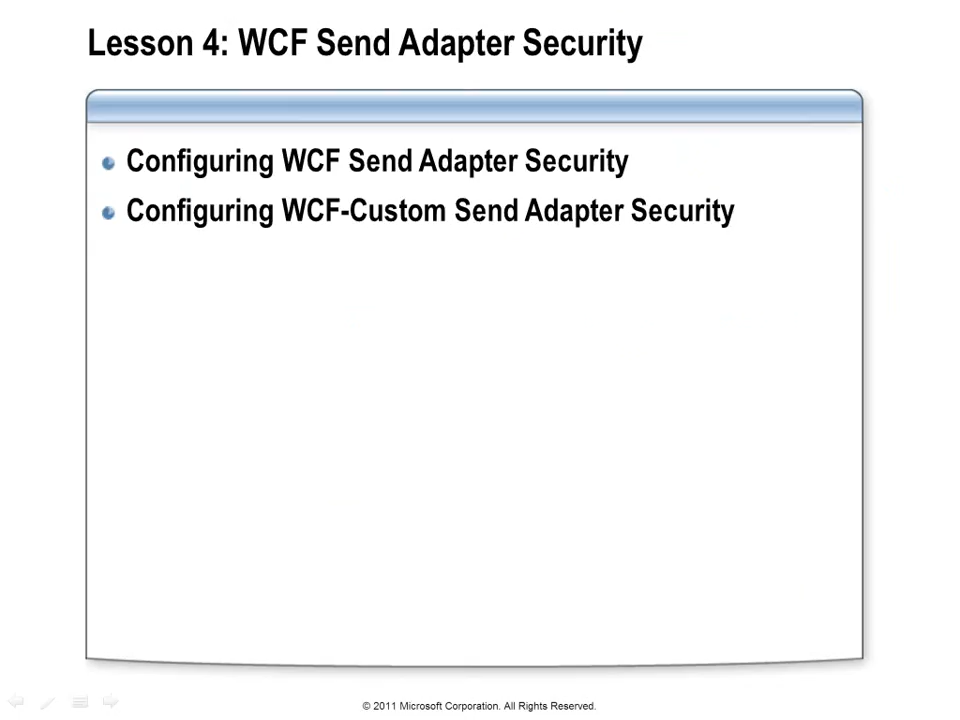 Lesson 4: WCF Send Adapter Security
Configuring WCF Send Adapter Security
Configuring WCF-Custom Send Adapter Security
© 2011 Microsoft Corporation. All Rights Reserved.